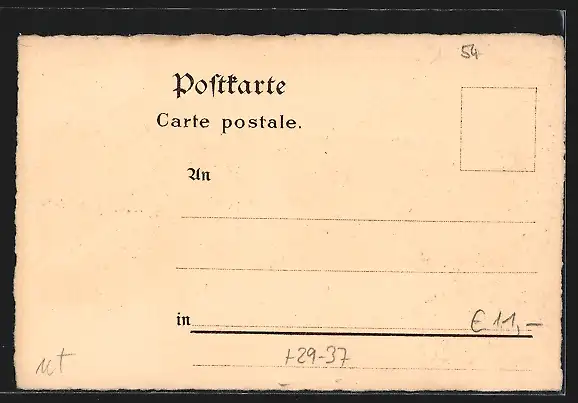 54
Postkarte
Carte postale.
An
in
€ 11,-
+29-37
ut